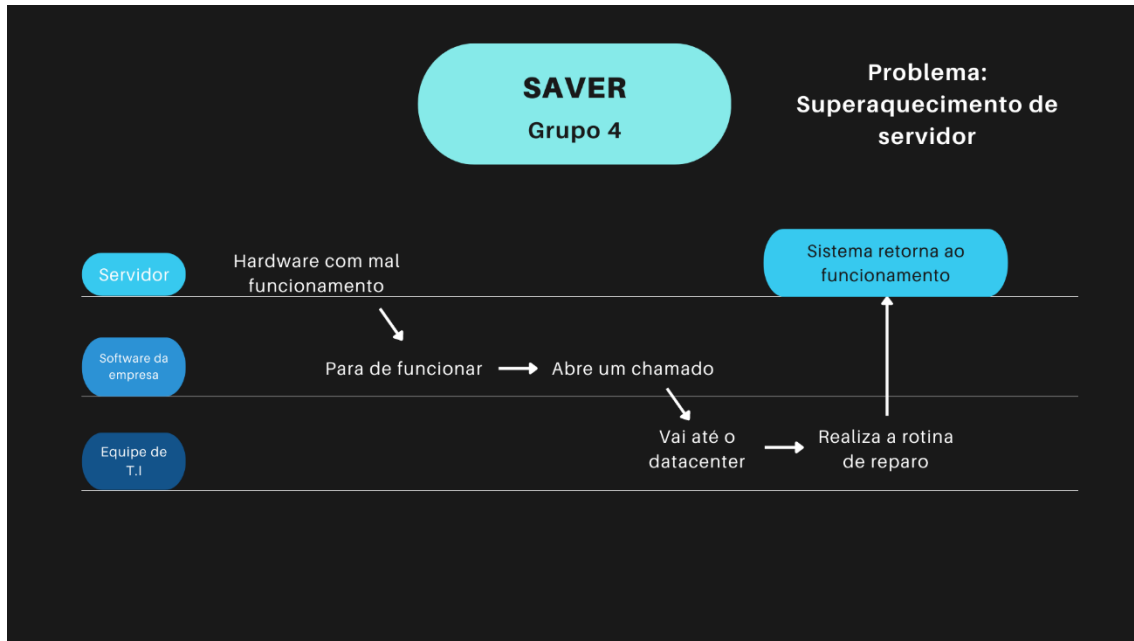 SAVER
Grupo 4
Problema:
Superaquecimento de
servidor
Servidor
Hardware com mal
funcionamento
Sistema retorna ao
funcionamento
Software da
empresa
Para de funcionar
Abre um chamado
Equipe de
T.I
Vai até o
datacenter
Realiza a rotina
de reparo